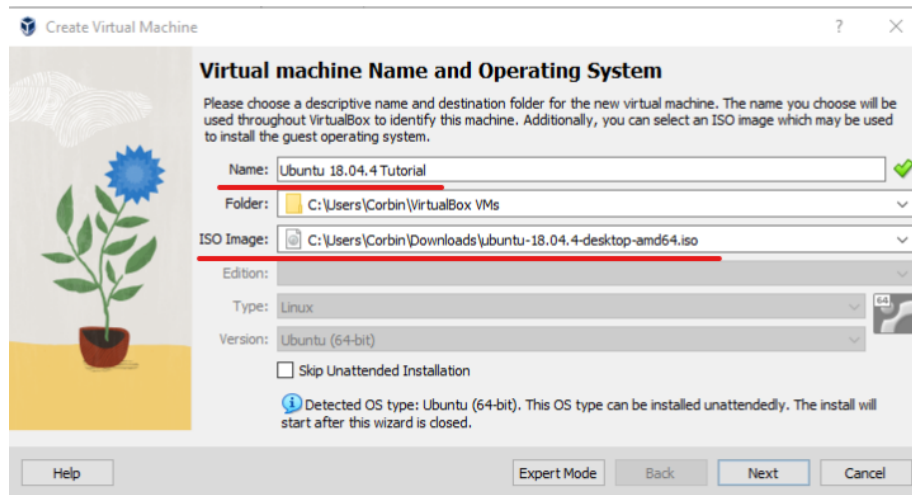 Create Virtual Machine
Virtual machine Name and Operating System
Please choose a descriptive name and destination folder for the new virtual machine. The name you choose will be
used throughout VirtualBox to identify this machine. Additionally, you can select an ISO image which may be used
to install the guest operating system.
Name: Ubuntu 18.04.4 Tutorial
Folder: C:\Users\Corbin\VirtualBox VMs
ISO Image: C:\Users\Corbin\Downloads\ubuntu-18.04.4-desktop-amd64.iso
Edition:
Type: Linux
64
Version: Ubuntu (64-bit)
Skip Unattended Installation
Detected OS type: Ubuntu (64-bit). This OS type can be installed unattendedly. The install will
start after this wizard is closed.
Help Expert Mode Back Next Cancel